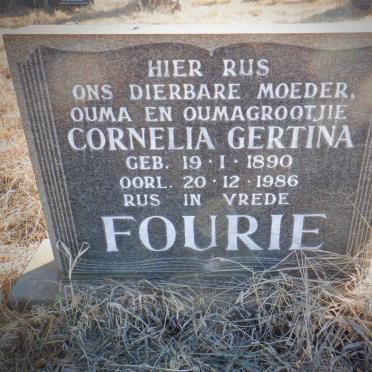 HIER RUS
ONS DIERBARE MOEDER,
OUMA EN OUMAGROOTJIE
CORNELIA GERTINA
GEB. 19·1·1890
OORL. 20·12·1986
RUS IN VREDE
FOURIE